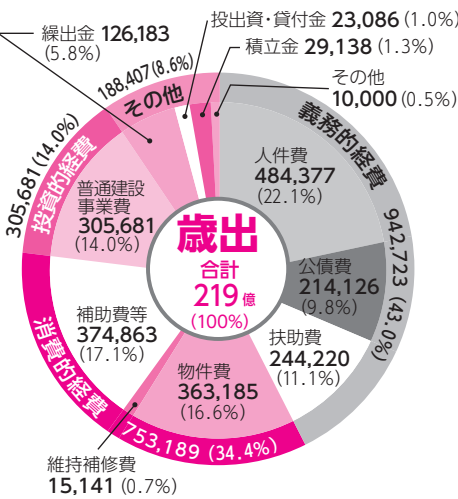 投出資・貸付金 23,086 (1.0%)
繰出金 126,183
(5.8%)
積立金 29,138 (1.3%)
その他
10,000 (0.5%)
188,407(8.6%)
その他
義務的経費
942,723 (43.0%)
人件費
484,377
(22.1%)
305,681(14.0%)
投資的経費
普通建設
事業費
305,681
(14.0%)
歳出
合計
219億
(100%)
公債費
214,126
(9.8%)
補助費等
374,863
(17.1%)
扶助費
244,220
(11.1%)
物件費
363,185
(16.6%)
消費的経費
753,189 (34.4%)
維持補修費
15,141 (0.7%)